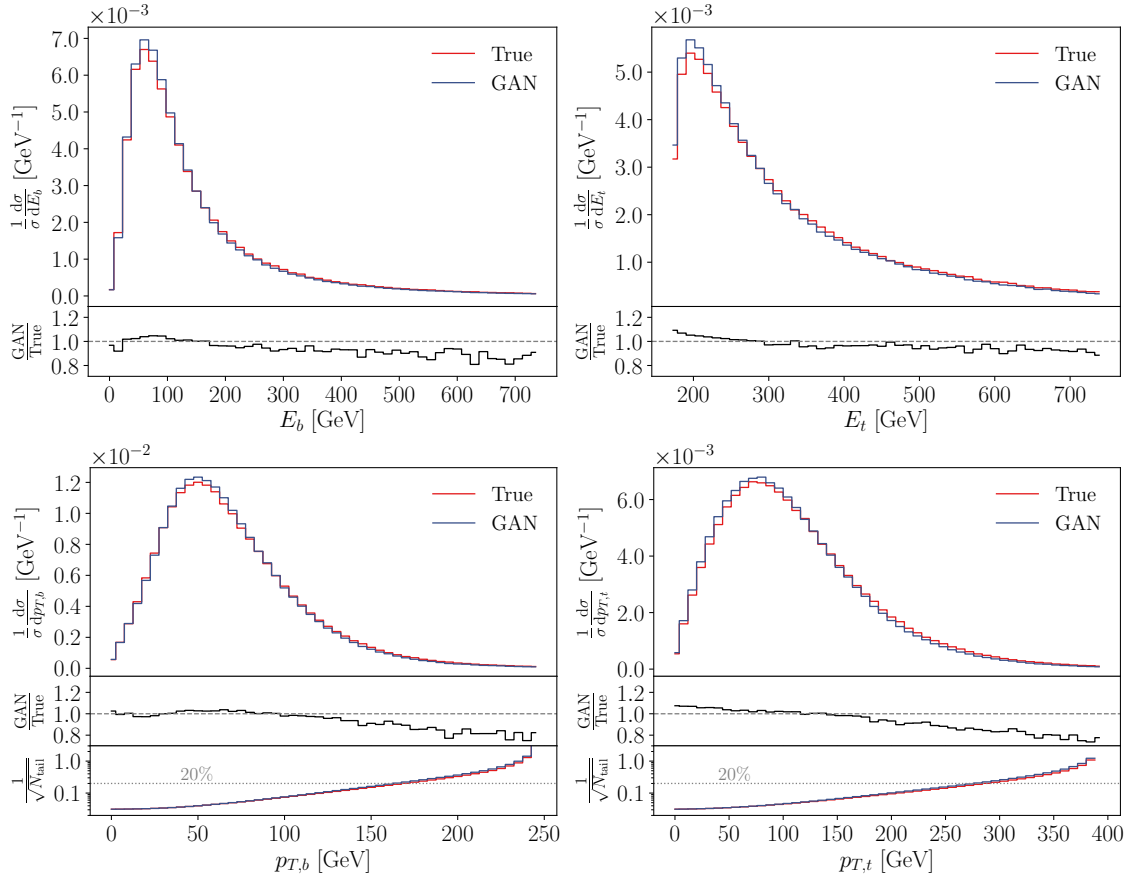 ×10⁻³
7.0
6.0
5.0
4.0
3.0
2.0
1.0
0.0
1/σ dσ/dE_b [GeV⁻¹]
True
GAN
1.2
1.0
0.8
GAN/True
0 100 200 300 400 500 600 700
E_b [GeV]
×10⁻³
5.0
4.0
3.0
2.0
1.0
1/σ dσ/dE_t [GeV⁻¹]
True
GAN
1.2
1.0
0.8
GAN/True
200 300 400 500 600 700
E_t [GeV]
×10⁻²
1.2
1.0
0.8
0.6
0.4
0.2
0.0
1/σ dσ/dp_{T,b} [GeV⁻¹]
True
GAN
1.2
1.0
0.8
GAN/True
1.0
0.1
1/√N_tail
20%
0 50 100 150 200 250
p_{T,b} [GeV]
×10⁻³
6.0
4.0
2.0
0.0
1/σ dσ/dp_{T,t} [GeV⁻¹]
True
GAN
1.2
1.0
0.8
GAN/True
1.0
0.1
1/√N_tail
20%
0 50 100 150 200 250 300 350 400
p_{T,t} [GeV]